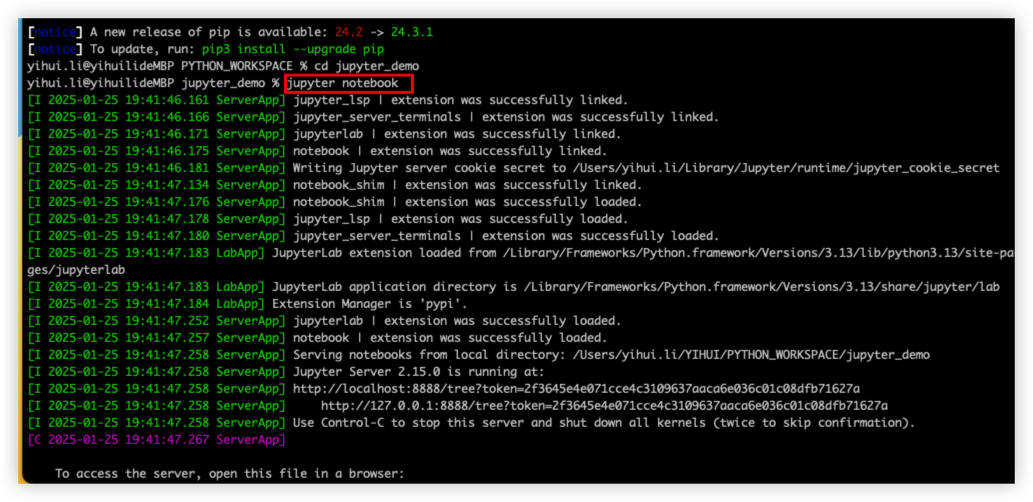 [notice] A new release of pip is available: 24.2 -> 24.3.1
[notice] To update, run: pip3 install --upgrade pip
yihui.li@yihuilideMBP PYTHON_WORKSPACE % cd jupyter_demo
yihui.li@yihuilideMBP jupyter_demo % jupyter notebook
[I 2025-01-25 19:41:46.161 ServerApp] jupyter_lsp | extension was successfully linked.
[I 2025-01-25 19:41:46.166 ServerApp] jupyter_server_terminals | extension was successfully linked.
[I 2025-01-25 19:41:46.171 ServerApp] jupyterlab | extension was successfully linked.
[I 2025-01-25 19:41:46.175 ServerApp] notebook | extension was successfully linked.
[I 2025-01-25 19:41:46.181 ServerApp] Writing Jupyter server cookie secret to /Users/yihui.li/Library/Jupyter/runtime/jupyter_cookie_secret
[I 2025-01-25 19:41:47.134 ServerApp] notebook_shim | extension was successfully linked.
[I 2025-01-25 19:41:47.176 ServerApp] notebook_shim | extension was successfully loaded.
[I 2025-01-25 19:41:47.178 ServerApp] jupyter_lsp | extension was successfully loaded.
[I 2025-01-25 19:41:47.180 ServerApp] jupyter_server_terminals | extension was successfully loaded.
[I 2025-01-25 19:41:47.183 LabApp] JupyterLab extension loaded from /Library/Frameworks/Python.framework/Versions/3.13/lib/python3.13/site-pa
ges/jupyterlab
[I 2025-01-25 19:41:47.183 LabApp] JupyterLab application directory is /Library/Frameworks/Python.framework/Versions/3.13/share/jupyter/lab
[I 2025-01-25 19:41:47.184 LabApp] Extension Manager is 'pypi'.
[I 2025-01-25 19:41:47.252 ServerApp] jupyterlab | extension was successfully loaded.
[I 2025-01-25 19:41:47.257 ServerApp] notebook | extension was successfully loaded.
[I 2025-01-25 19:41:47.258 ServerApp] Serving notebooks from local directory: /Users/yihui.li/YIHUI/PYTHON_WORKSPACE/jupyter_demo
[I 2025-01-25 19:41:47.258 ServerApp] Jupyter Server 2.15.0 is running at:
[I 2025-01-25 19:41:47.258 ServerApp] http://localhost:8888/tree?token=2f3645e4e071cce4c3109637aaca6e036c01c08dfb71627a
[I 2025-01-25 19:41:47.258 ServerApp]     http://127.0.0.1:8888/tree?token=2f3645e4e071cce4c3109637aaca6e036c01c08dfb71627a
[I 2025-01-25 19:41:47.258 ServerApp] Use Control-C to stop this server and shut down all kernels (twice to skip confirmation).
[C 2025-01-25 19:41:47.267 ServerApp]
To access the server, open this file in a browser: